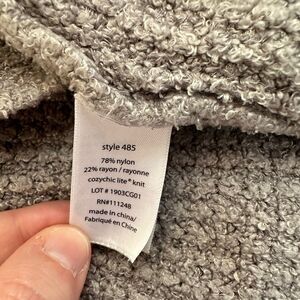 style 485
78% nylon
22% rayon / rayonne
cozychic lite® knit
LOT # 1903CG01
RN#111248
made in china/
Fabriqué en Chine